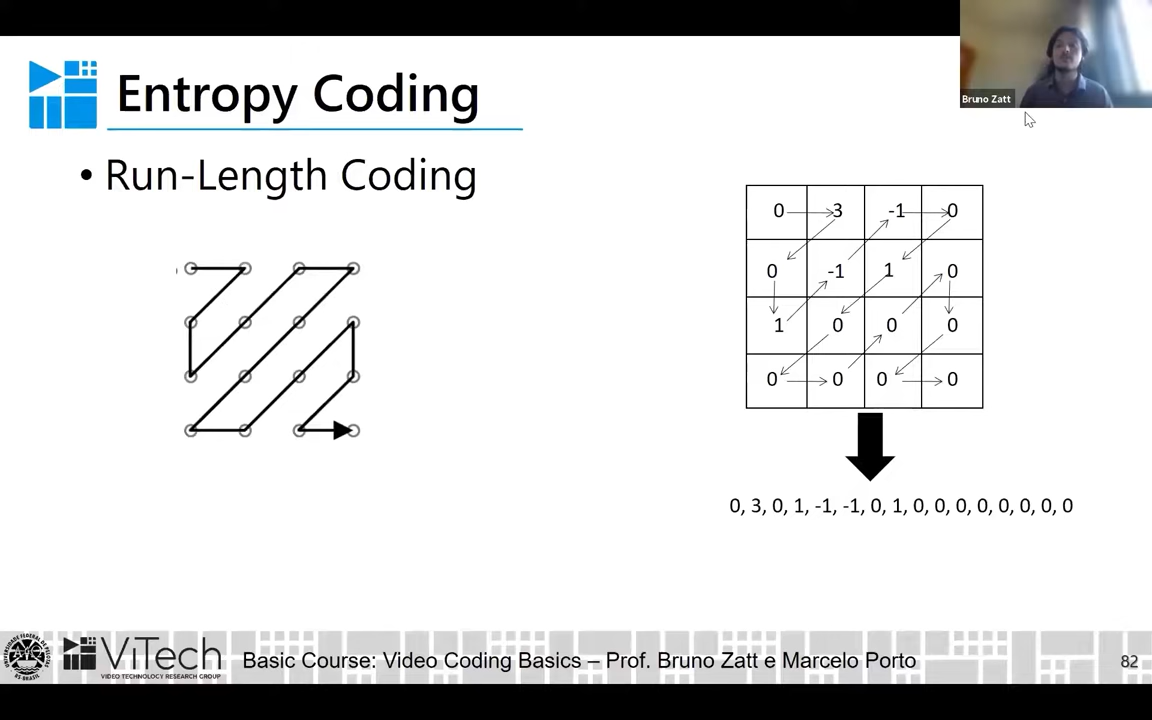 Bruno Zatt
Entropy Coding
• Run-Length Coding
0 3 -1 0
0 -1 1 0
1 0 0 0
0 0 0 0
0, 3, 0, 1, -1, -1, 0, 1, 0, 0, 0, 0, 0, 0, 0, 0
ViTech
VIDEO TECHNOLOGY RESEARCH GROUP
Basic Course: Video Coding Basics – Prof. Bruno Zatt e Marcelo Porto
82